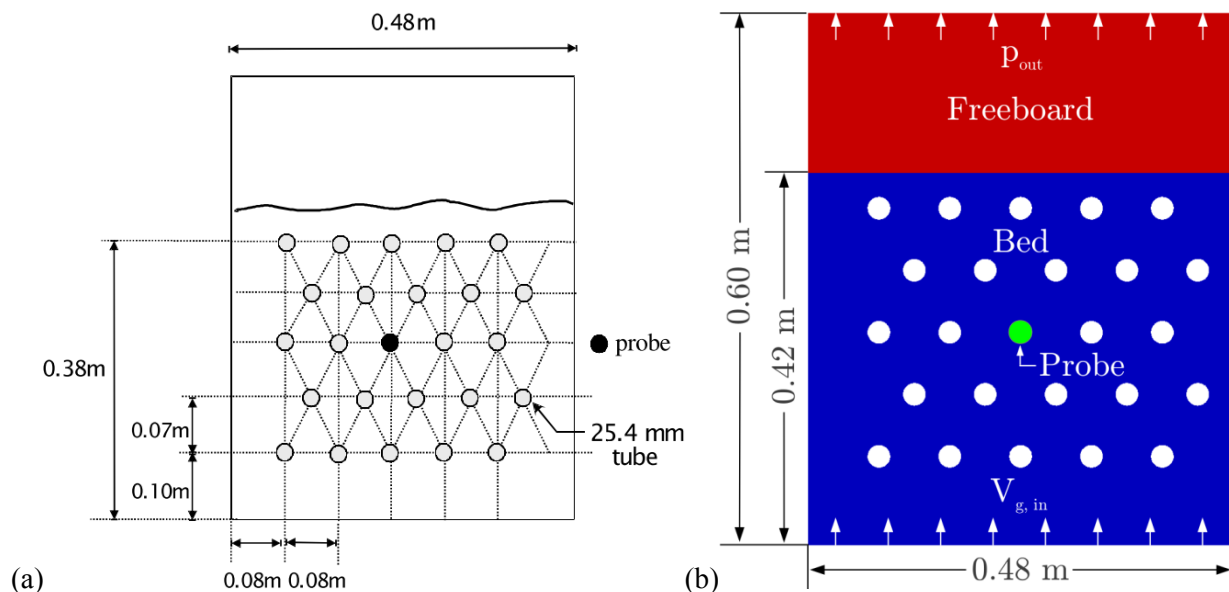 0.48m
probe
0.38m
0.07m
0.10m
25.4 mm
tube
0.08m 0.08m
(a)
p_out
Freeboard
0.60 m
0.42 m
Bed
Probe
V_g, in
0.48 m
(b)